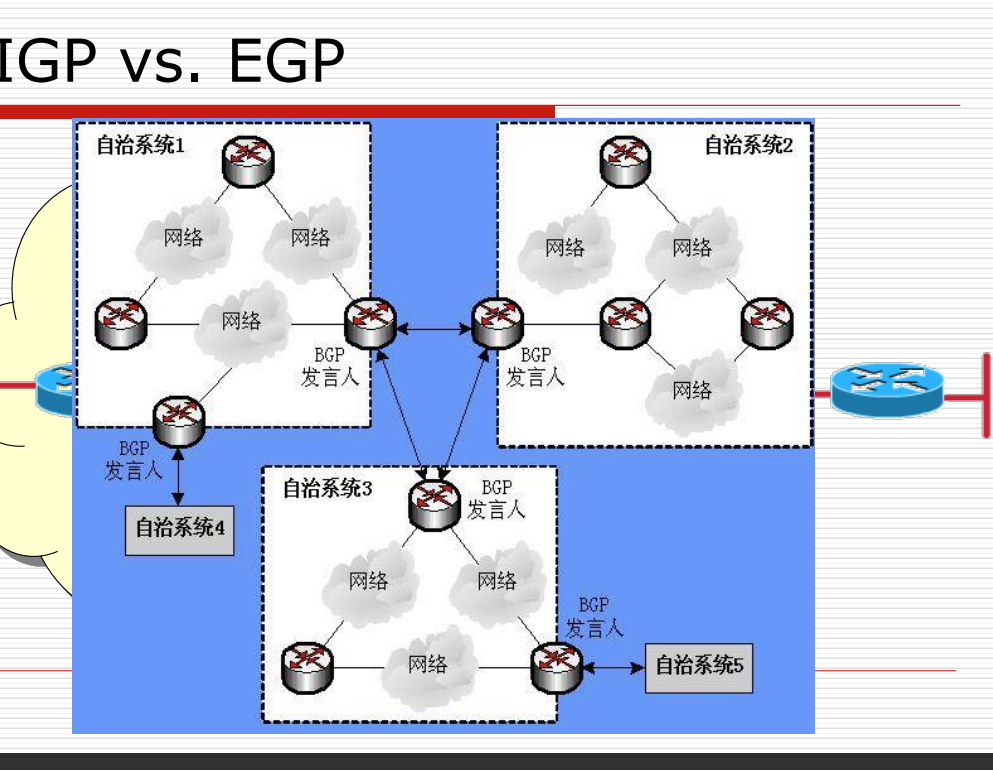 IGP vs. EGP
自治系统1
自治系统2
网络
网络
网络
网络
网络
BGP
发言人
BGP
发言人
网络
BGP
发言人
自治系统3
BGP
发言人
自治系统4
网络
网络
BGP
发言人
网络
自治系统5